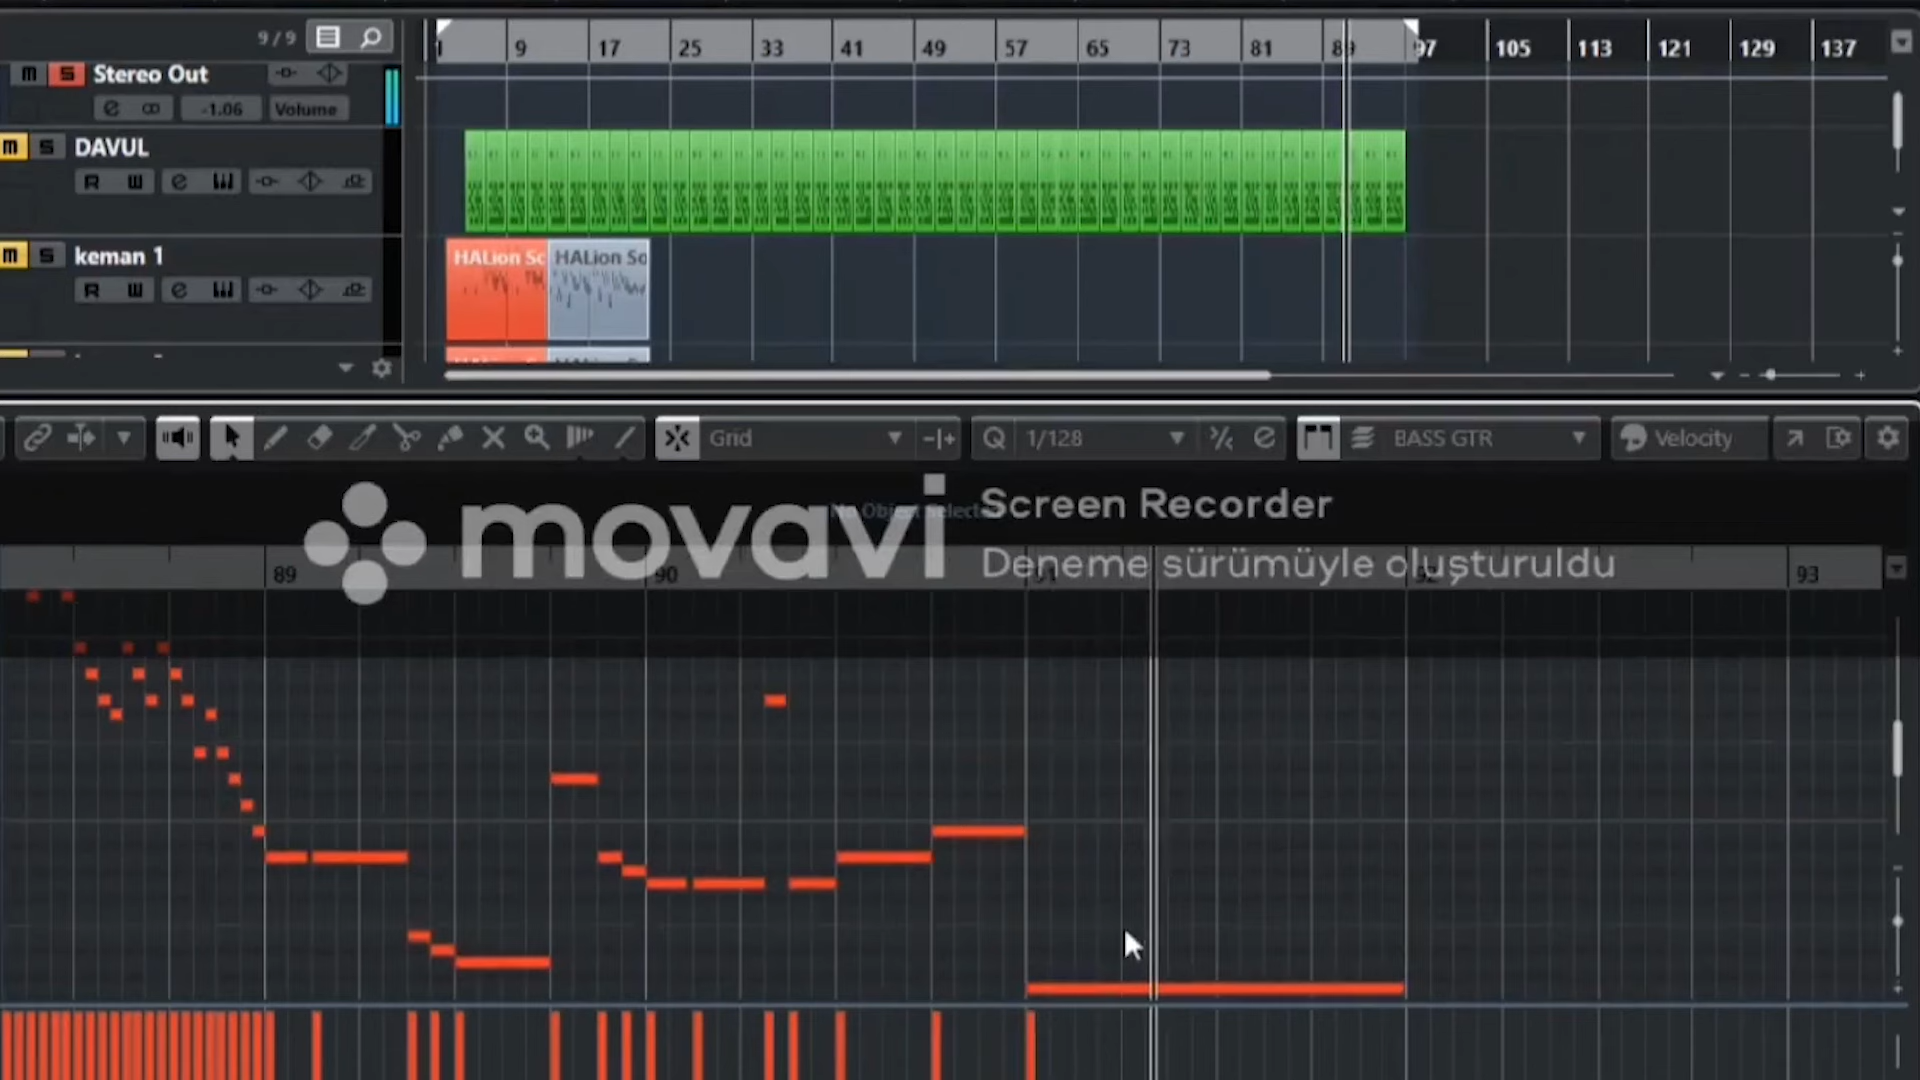 9 / 9
1 9 17 25 33 41 49 57 65 73 81 89 97 105 113 121 129 137
m S Stereo Out
e -1.06 Volume
m S DAVUL
R W e
HALion Sc HALion So
m S keman 1
R W e
Grid Q 1/128 e BASS GTR Velocity
No Object Selected
movavi Screen Recorder
Deneme sürümüyle oluşturuldu
89 90 91 92 93